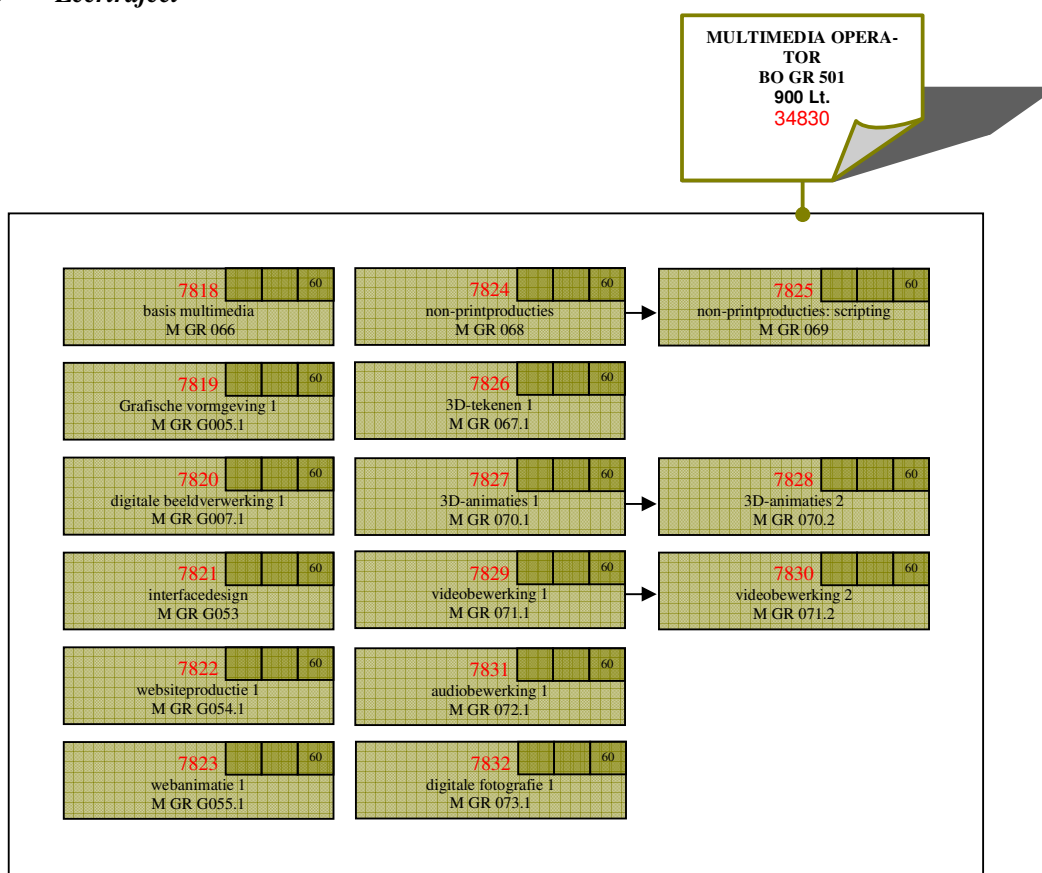 MULTIMEDIA OPERA-
TOR
BO GR 501
900 Lt.
34830
7818 60
basis multimedia
M GR 066
7824 60
non-printproducties
M GR 068
7825 60
non-printproducties: scripting
M GR 069
7819 60
Grafische vormgeving 1
M GR G005.1
7826 60
3D-tekenen 1
M GR 067.1
7820 60
digitale beeldverwerking 1
M GR G007.1
7827 60
3D-animaties 1
M GR 070.1
7828 60
3D-animaties 2
M GR 070.2
7821 60
interfacedesign
M GR G053
7829 60
videobewerking 1
M GR 071.1
7830 60
videobewerking 2
M GR 071.2
7822 60
websiteproductie 1
M GR G054.1
7831 60
audiobewerking 1
M GR 072.1
7823 60
webanimatie 1
M GR G055.1
7832 60
digitale fotografie 1
M GR 073.1